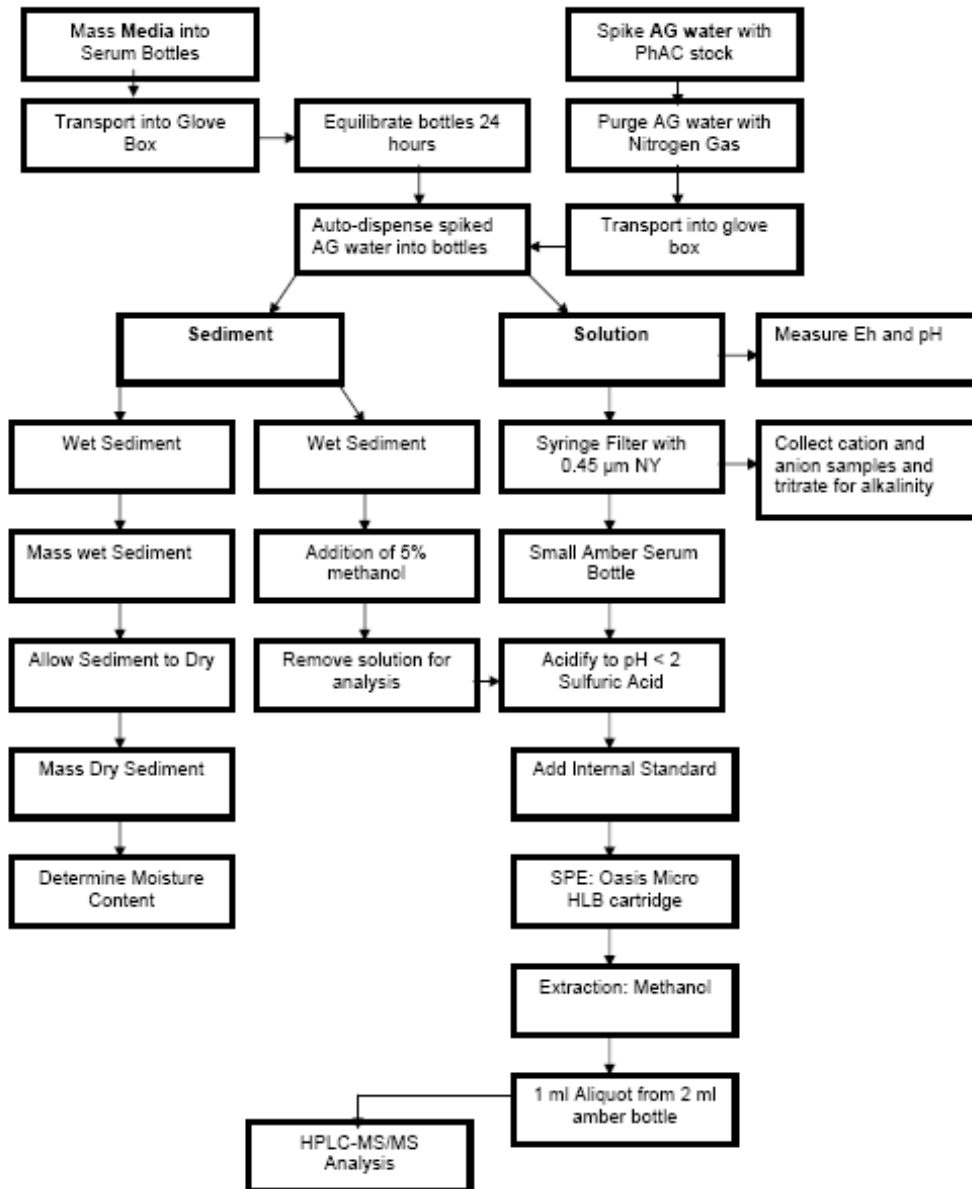 Mass Media into
Serum Bottles
Spike AG water with
PhAC stock
Transport into Glove
Box
Equilibrate bottles 24
hours
Purge AG water with
Nitrogen Gas
Auto-dispense spiked
AG water into bottles
Transport into glove
box
Sediment
Solution
Measure Eh and pH
Wet Sediment
Wet Sediment
Syringe Filter with
0.45 µm NY
Collect cation and
anion samples and
tritrate for alkalinity
Mass wet Sediment
Addition of 5%
methanol
Small Amber Serum
Bottle
Allow Sediment to Dry
Remove solution for
analysis
Acidify to pH < 2
Sulfuric Acid
Mass Dry Sediment
Add Internal Standard
Determine Moisture
Content
SPE: Oasis Micro
HLB cartridge
Extraction: Methanol
1 ml Aliquot from 2 ml
amber bottle
HPLC-MS/MS
Analysis